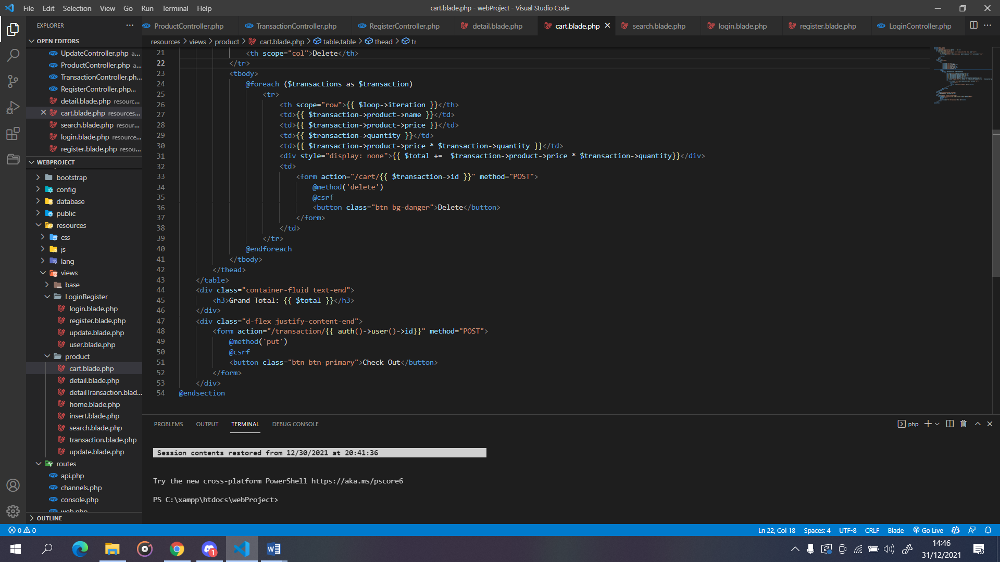 File Edit Selection View Go Run Terminal Help
cart.blade.php - webProject - Visual Studio Code
EXPLORER
ProductController.php TransactionController.php RegisterController.php detail.blade.php cart.blade.php search.blade.php login.blade.php register.blade.php LoginController.php
resources > views > product > cart.blade.php > table.table > thead > tr
OPEN EDITORS
UpdateController.php a...
ProductController.php a...
TransactionController.ph...
RegisterController.php...
detail.blade.php resourc...
cart.blade.php resources...
search.blade.php resour...
login.blade.php resource...
register.blade.php resou...
WEBPROJECT
bootstrap
config
database
public
resources
css
js
lang
views
base
LoginRegister
login.blade.php
register.blade.php
update.blade.php
user.blade.php
product
cart.blade.php
detail.blade.php
detailTransaction.blad...
home.blade.php
insert.blade.php
search.blade.php
transaction.blade.php
update.blade.php
routes
api.php
channels.php
console.php
web.php
OUTLINE
21 <th scope="col">Delete</th>
22 </tr>
23 <tbody>
24 @foreach ($transactions as $transaction)
25 <tr>
26 <th scope="row">{{ $loop->iteration }}</th>
27 <td>{{ $transaction->product->name }}</td>
28 <td>{{ $transaction->product->price }}</td>
29 <td>{{ $transaction->quantity }}</td>
30 <td>{{ $transaction->product->price * $transaction->quantity }}</td>
31 <div style="display: none">{{ $total +=  $transaction->product->price * $transaction->quantity}}</div>
32 <td>
33 <form action="/cart/{{ $transaction->id }}" method="POST">
34 @method('delete')
35 @csrf
36 <button class="btn bg-danger">Delete</button>
37 </form>
38 </td>
39 </tr>
40 @endforeach
41 </tbody>
42 </thead>
43 </table>
44 <div class="container-fluid text-end">
45 <h3>Grand Total: {{ $total }}</h3>
46 </div>
47 <div class="d-flex justify-content-end">
48 <form action="/transaction/{{ auth()->user()->id}}" method="POST">
49 @method('put')
50 @csrf
51 <button class="btn btn-primary">Check Out</button>
52 </form>
53 </div>
54 @endsection
PROBLEMS OUTPUT TERMINAL DEBUG CONSOLE
php
Session contents restored from 12/30/2021 at 20:41:36
Try the new cross-platform PowerShell https://aka.ms/pscore6
PS C:\xampp\htdocs\webProject>
0 0
Ln 22, Col 18 Spaces: 4 UTF-8 CRLF Blade Go Live
1
14:46
31/12/2021